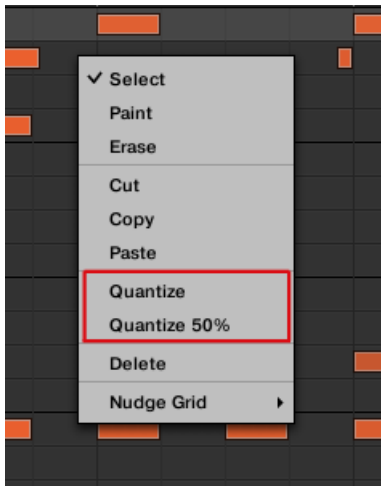 Select
Paint
Erase
Cut
Copy
Paste
Quantize
Quantize 50%
Delete
Nudge Grid